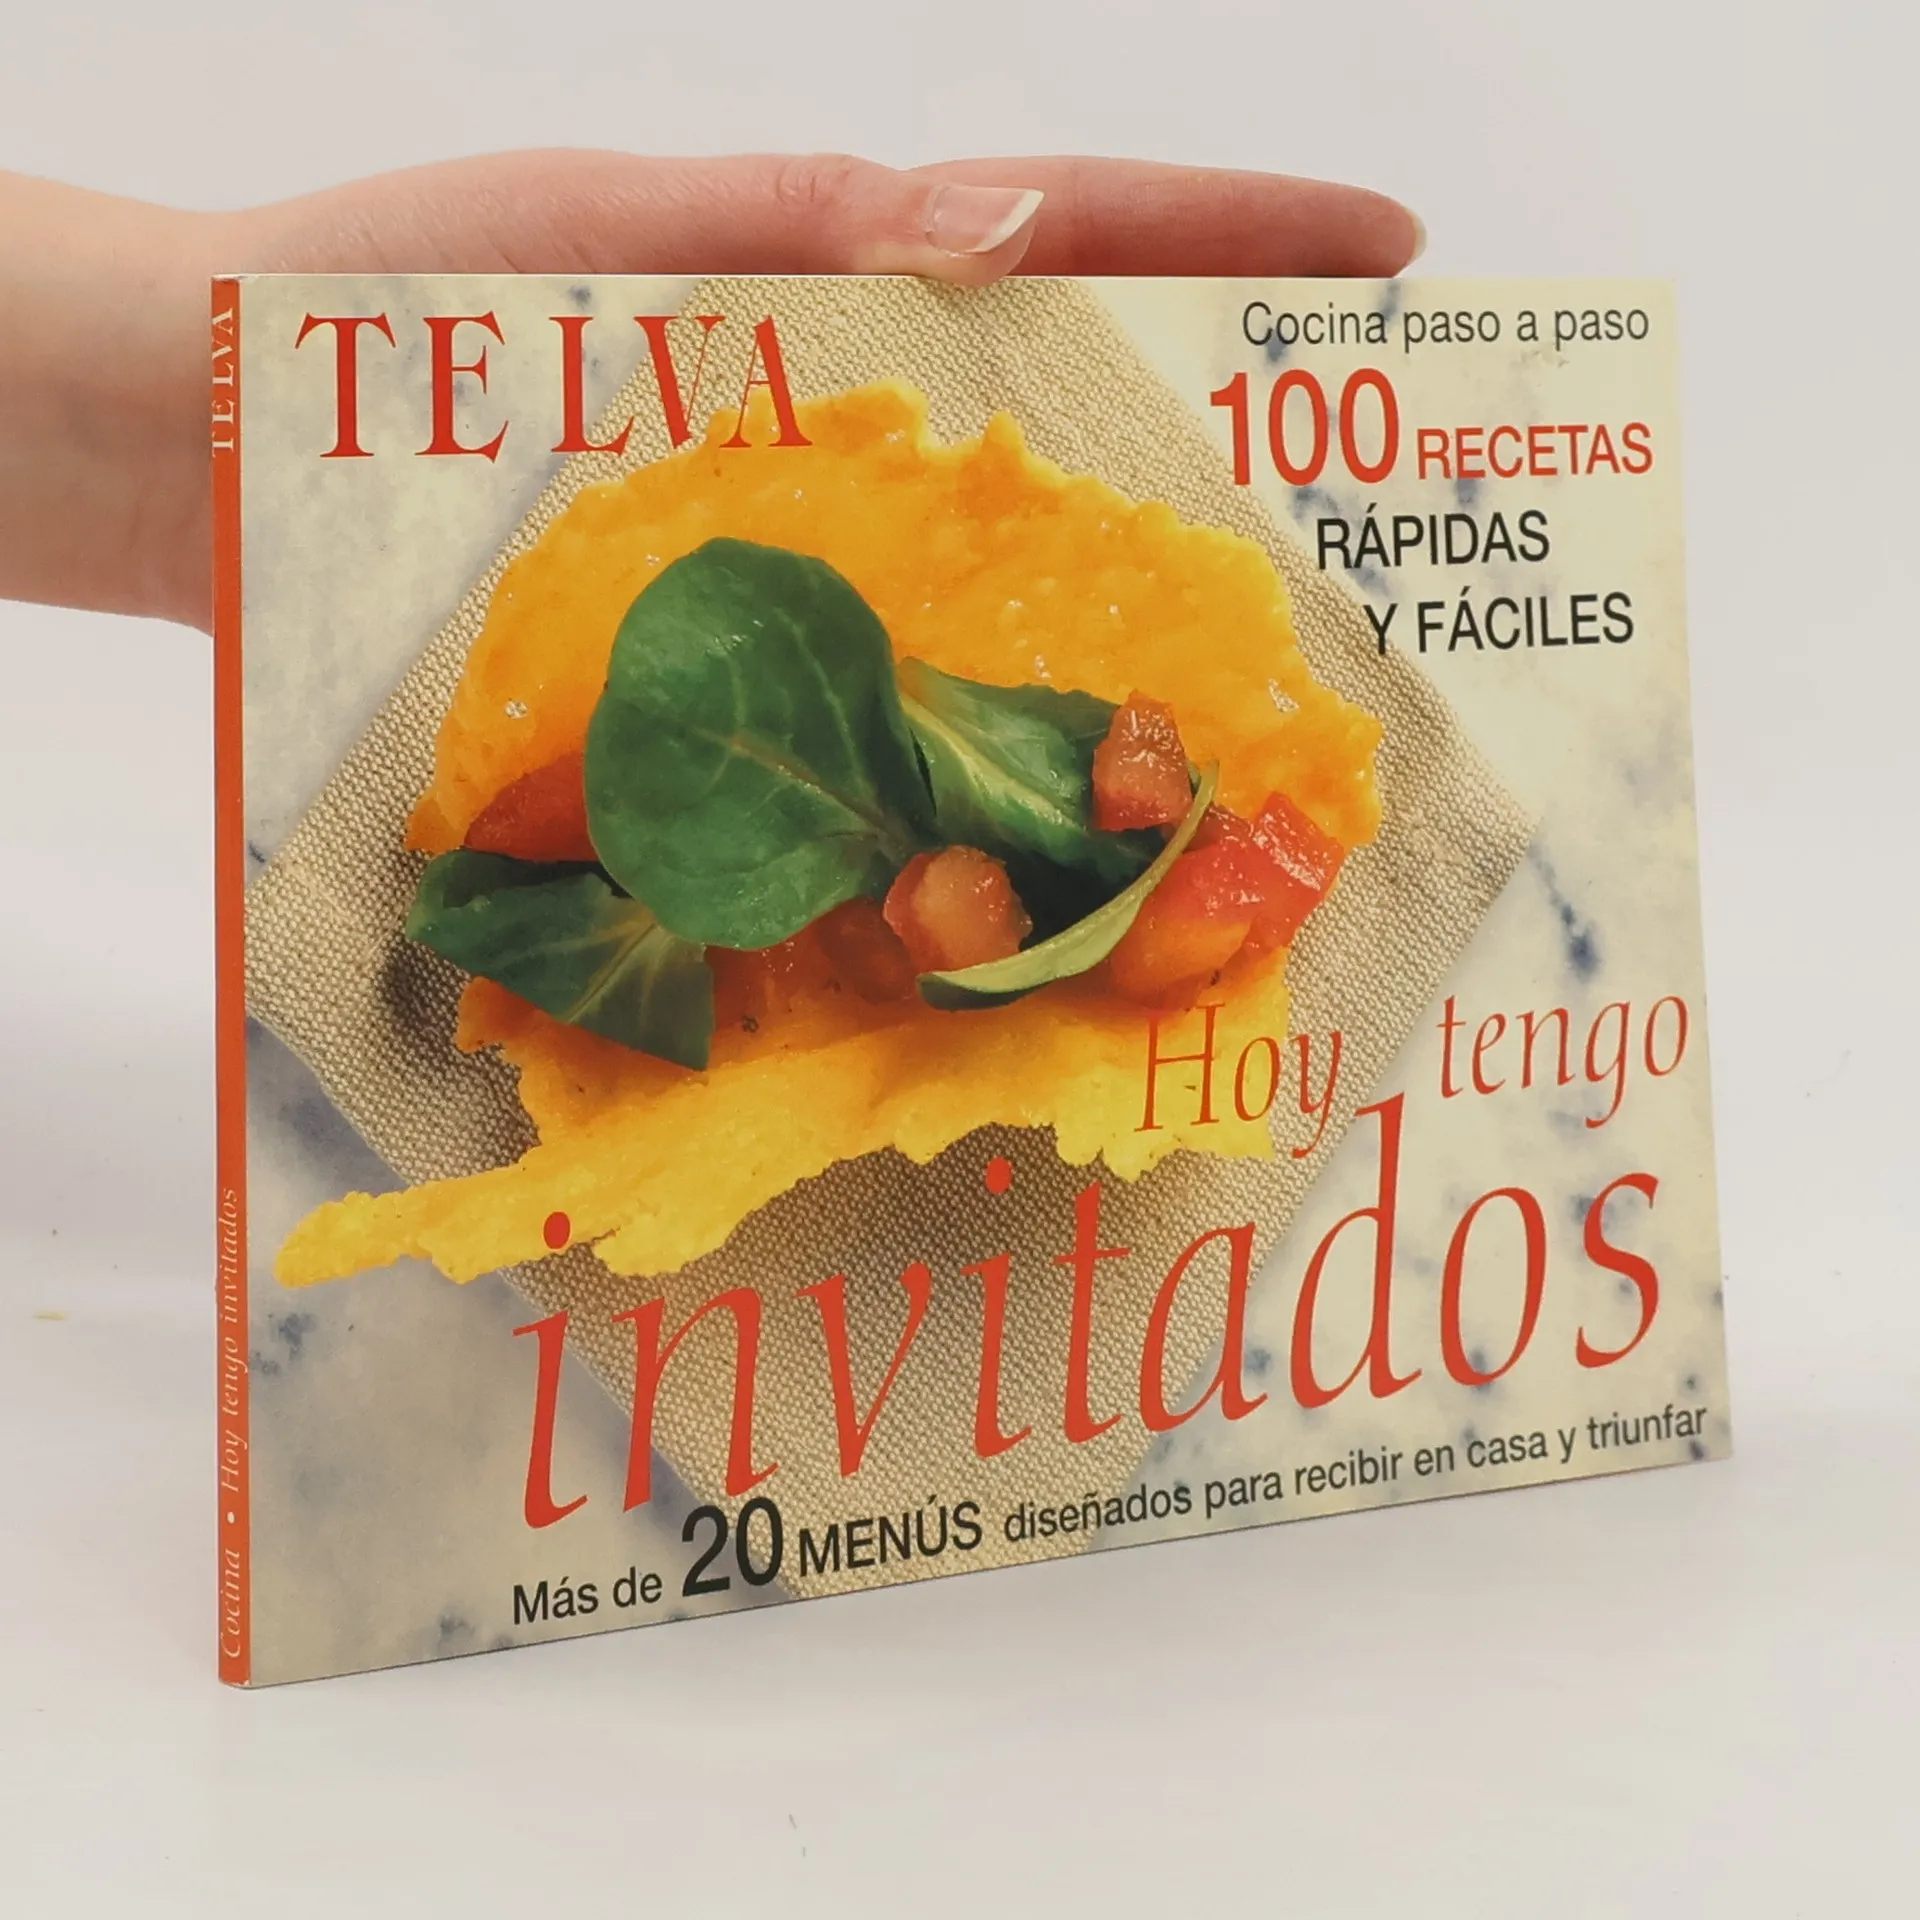 TELVA
Cocina paso a paso
100 RECETAS
RÁPIDAS
Y FÁCILES
Hoy tengo
invitados
Más de 20 MENÚS diseñados para recibir en casa y triunfar
Cocina • Hoy tengo invitados TELVA